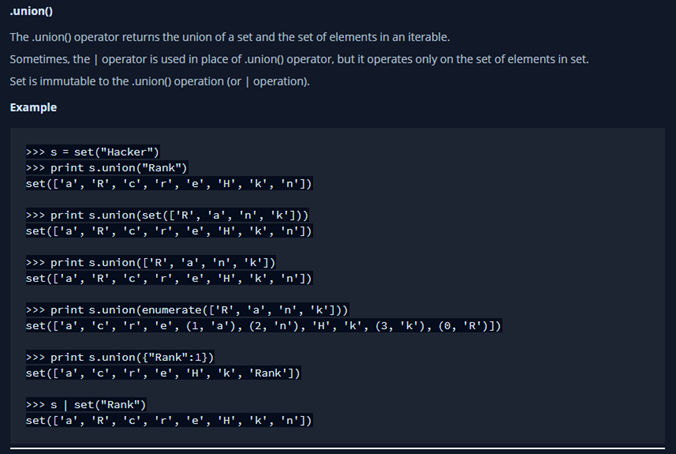 .union()
The .union() operator returns the union of a set and the set of elements in an iterable.
Sometimes, the | operator is used in place of .union() operator, but it operates only on the set of elements in set.
Set is immutable to the .union() operation (or | operation).
Example
>>> s = set("Hacker")
>>> print s.union("Rank")
set(['a', 'R', 'c', 'r', 'e', 'H', 'k', 'n'])
>>> print s.union(set(['R', 'a', 'n', 'k']))
set(['a', 'R', 'c', 'r', 'e', 'H', 'k', 'n'])
>>> print s.union(['R', 'a', 'n', 'k'])
set(['a', 'R', 'c', 'r', 'e', 'H', 'k', 'n'])
>>> print s.union(enumerate(['R', 'a', 'n', 'k']))
set(['a', 'c', 'r', 'e', (1, 'a'), (2, 'n'), 'H', 'k', (3, 'k'), (0, 'R')])
>>> print s.union({"Rank":1})
set(['a', 'c', 'r', 'e', 'H', 'k', 'Rank'])
>>> s | set("Rank")
set(['a', 'R', 'c', 'r', 'e', 'H', 'k', 'n'])